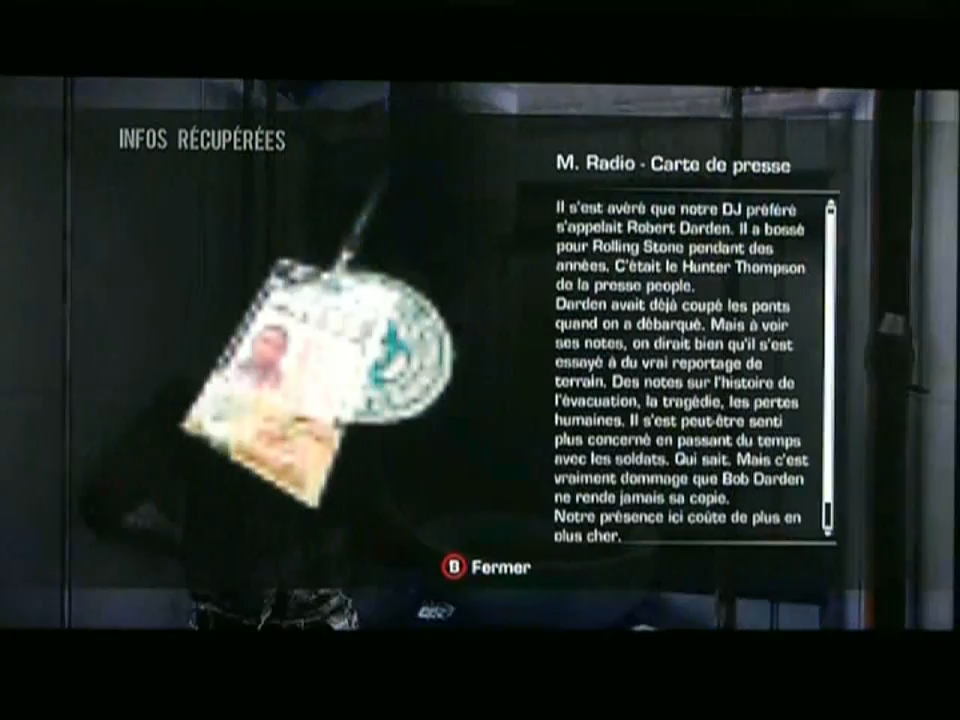 INFOS RÉCUPÉRÉES
M. Radio - Carte de presse
Il s'est avéré que notre DJ préféré
s'appelait Robert Darden. Il a bossé
pour Rolling Stone pendant des
années. C'était le Hunter Thompson
de la presse people.
Darden avait déjà coupé les ponts
quand on a débarqué. Mais à voir
ses notes, on dirait bien qu'il s'est
essayé à du vrai reportage de
terrain. Des notes sur l'histoire de
l'évacuation, la tragédie, les pertes
humaines. Il s'est peut-être senti
plus concerné en passant du temps
avec les soldats. Qui sait. Mais c'est
vraiment dommage que Bob Darden
ne rende jamais sa copie.
Notre présence ici coûte de plus en
plus cher.
B Fermer